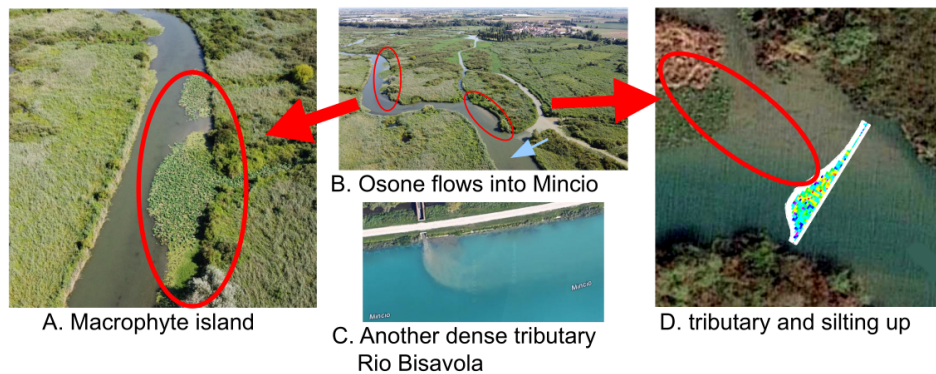 A. Macrophyte island
B. Osone flows into Mincio
Mincio
Mincio
C. Another dense tributary
Rio Bisavola
D. tributary and silting up